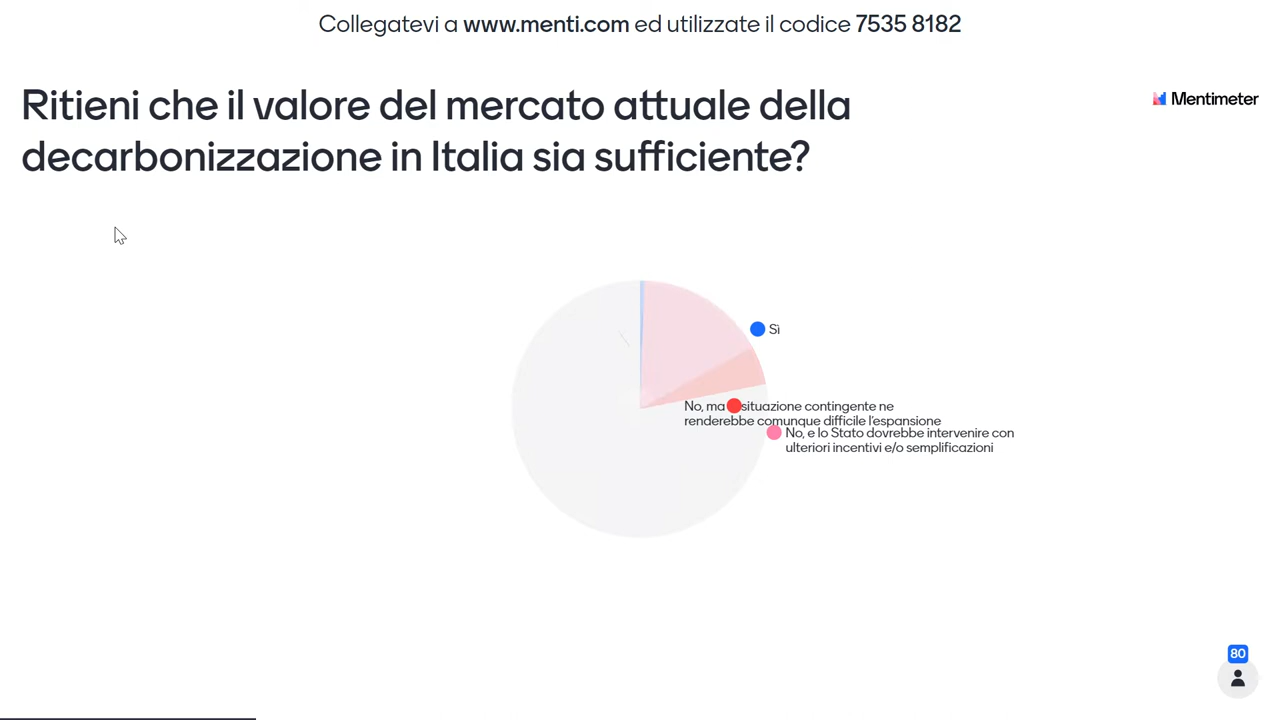 Collegatevi a www.menti.com ed utilizzate il codice 7535 8182
Ritieni che il valore del mercato attuale della
decarbonizzazione in Italia sia sufficiente?
Mentimeter
Sì
No, ma situazione contingente ne
renderebbe comunque difficile l'espansione
No, e lo Stato dovrebbe intervenire con
ulteriori incentivi e/o semplificazioni
80